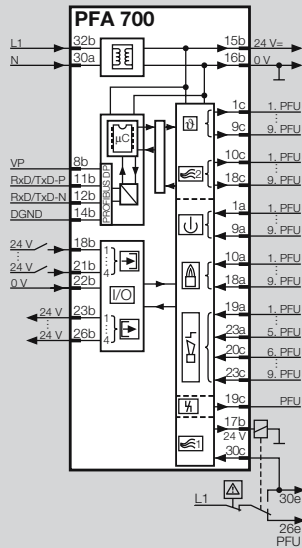 PFA 700
L1 32b 15b 24 V=
N 30a 16b 0 V
1c 1. PFU
µC
9c 9. PFU
VP 8b 10c 1. PFU
RxD/TxD-P 11b
18c 9. PFU
RxD/TxD-N 12b
DGND 14b
PROFIBUS DP
1a 1. PFU
9a 9. PFU
24 V 18b 1
10a 1. PFU
24 V 21b 4
0 V 22b
18a 9. PFU
I/O
24 V 23b 1
19a 1. PFU
24 V 26b 4
23a 5. PFU
20c 6. PFU
23c 9. PFU
19c PFU
17b
24 V
1
30c
L1
30e
26e
PFU